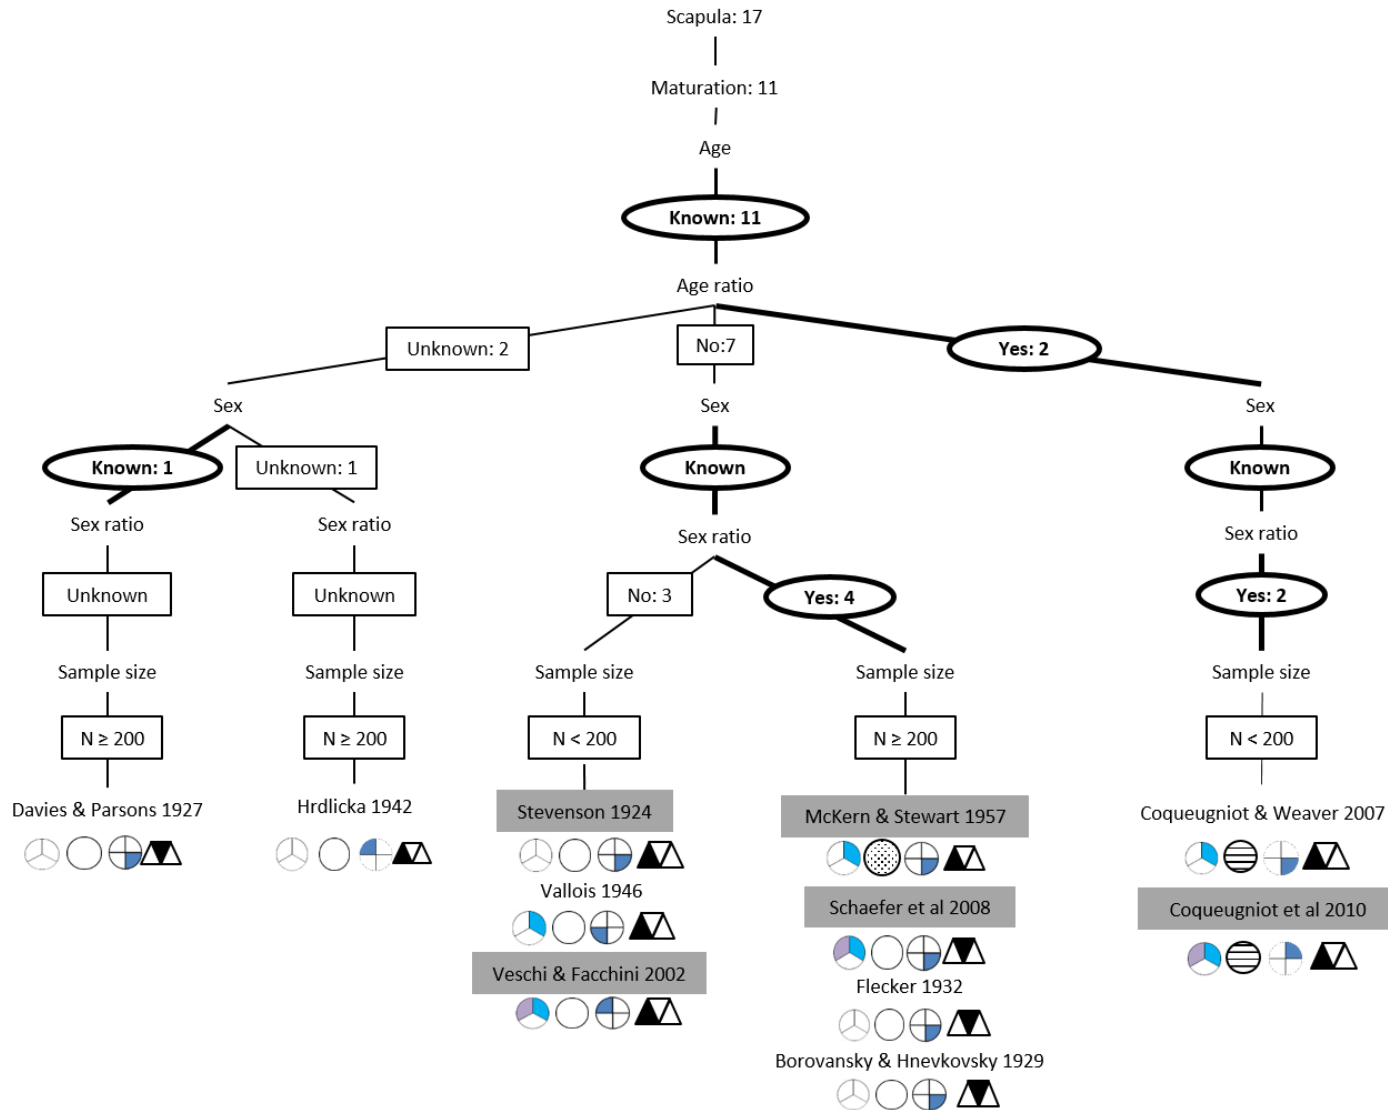 Scapula: 17
Maturation: 11
Age
Known: 11
Age ratio
Unknown: 2
No:7
Yes: 2
Sex
Sex
Sex
Known: 1
Unknown: 1
Known
Known
Sex ratio
Sex ratio
Sex ratio
Sex ratio
Unknown
Unknown
No: 3
Yes: 4
Yes: 2
Sample size
Sample size
Sample size
Sample size
Sample size
N ≥ 200
N ≥ 200
N < 200
N ≥ 200
N < 200
Davies & Parsons 1927
Hrdlicka 1942
Stevenson 1924
McKern & Stewart 1957
Coqueugniot & Weaver 2007
Vallois 1946
Schaefer et al 2008
Coqueugniot et al 2010
Veschi & Facchini 2002
Flecker 1932
Borovansky & Hnevkovsky 1929